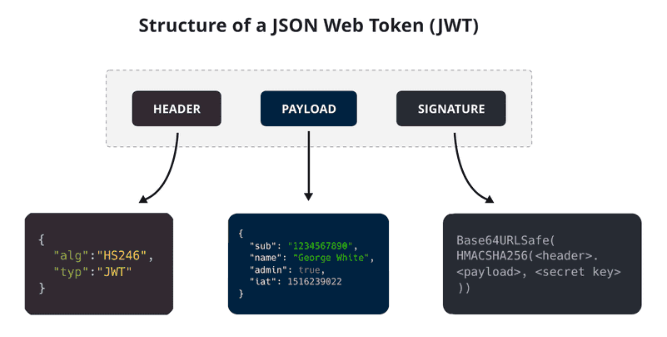 Structure of a JSON Web Token (JWT)
HEADER
PAYLOAD
SIGNATURE
{
"alg":"HS246",
"typ":"JWT"
}
{
"sub": "1234567890",
"name": "George White",
"admin": true,
"iat": 1516239022
}
Base64URLSafe(
HMACSHA256(<header>.
<payload>, <secret key>
))